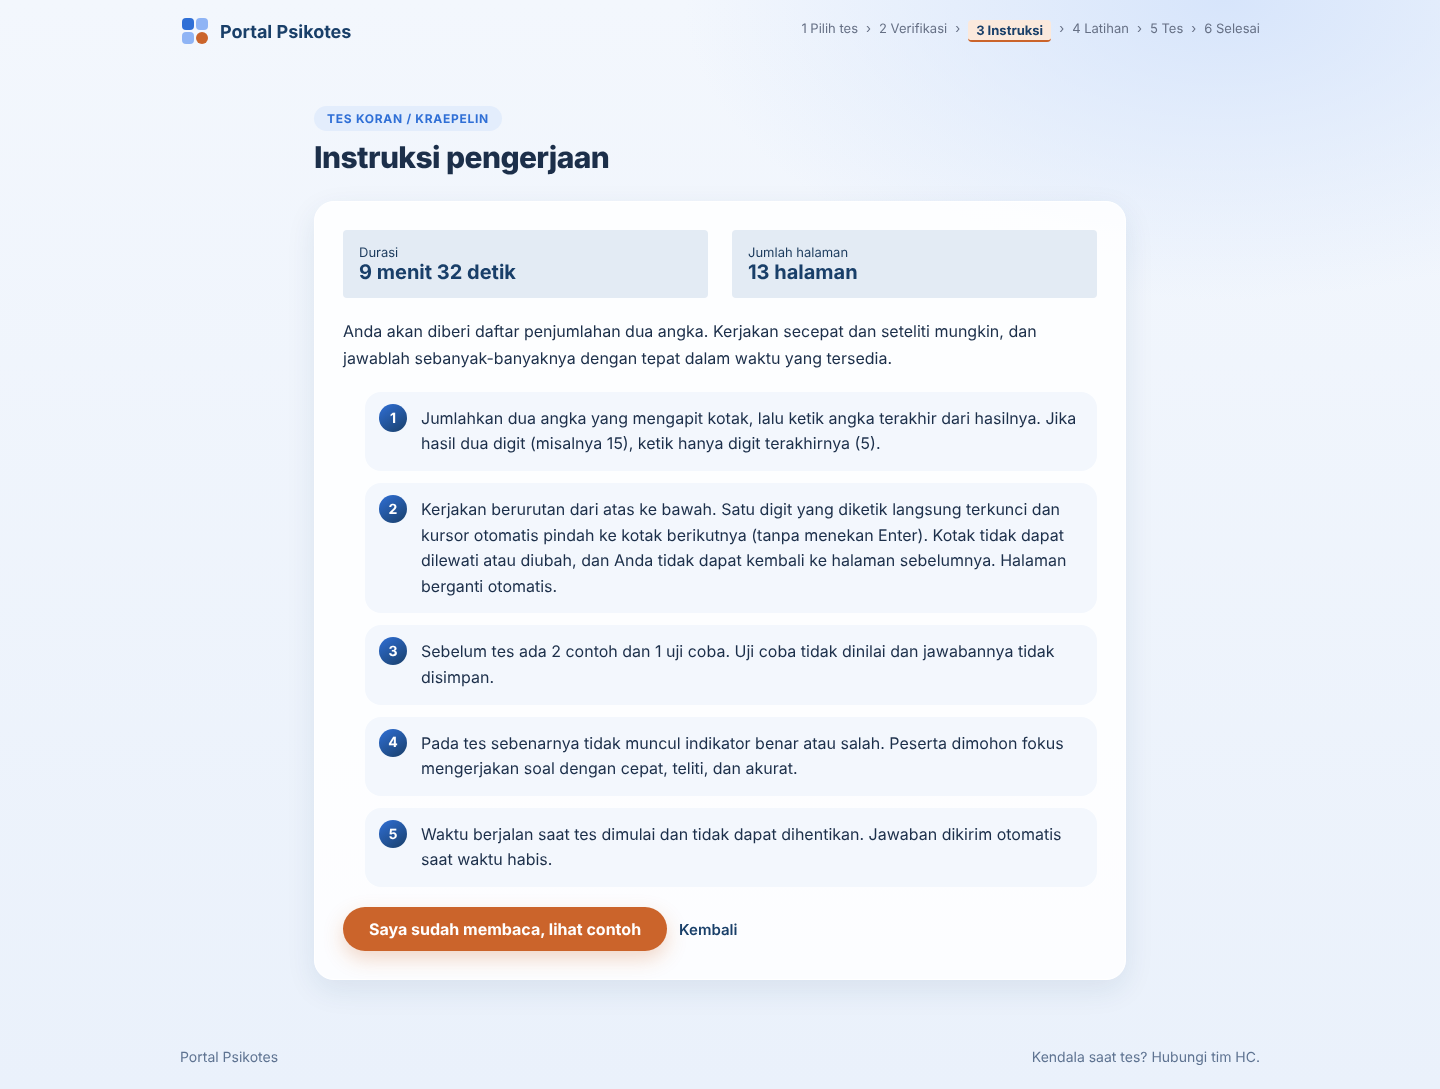 Portal Psikotes
1 Pilih tes › 2 Verifikasi › 3 Instruksi › 4 Latihan › 5 Tes › 6 Selesai
TES KORAN / KRAEPELIN
Instruksi pengerjaan
Durasi
9 menit 32 detik
Jumlah halaman
13 halaman
Anda akan diberi daftar penjumlahan dua angka. Kerjakan secepat dan seteliti mungkin, dan
jawablah sebanyak-banyaknya dengan tepat dalam waktu yang tersedia.
1 Jumlahkan dua angka yang mengapit kotak, lalu ketik angka terakhir dari hasilnya. Jika
hasil dua digit (misalnya 15), ketik hanya digit terakhirnya (5).
2 Kerjakan berurutan dari atas ke bawah. Satu digit yang diketik langsung terkunci dan
kursor otomatis pindah ke kotak berikutnya (tanpa menekan Enter). Kotak tidak dapat
dilewati atau diubah, dan Anda tidak dapat kembali ke halaman sebelumnya. Halaman
berganti otomatis.
3 Sebelum tes ada 2 contoh dan 1 uji coba. Uji coba tidak dinilai dan jawabannya tidak
disimpan.
4 Pada tes sebenarnya tidak muncul indikator benar atau salah. Peserta dimohon fokus
mengerjakan soal dengan cepat, teliti, dan akurat.
5 Waktu berjalan saat tes dimulai dan tidak dapat dihentikan. Jawaban dikirim otomatis
saat waktu habis.
Saya sudah membaca, lihat contoh
Kembali
Portal Psikotes
Kendala saat tes? Hubungi tim HC.